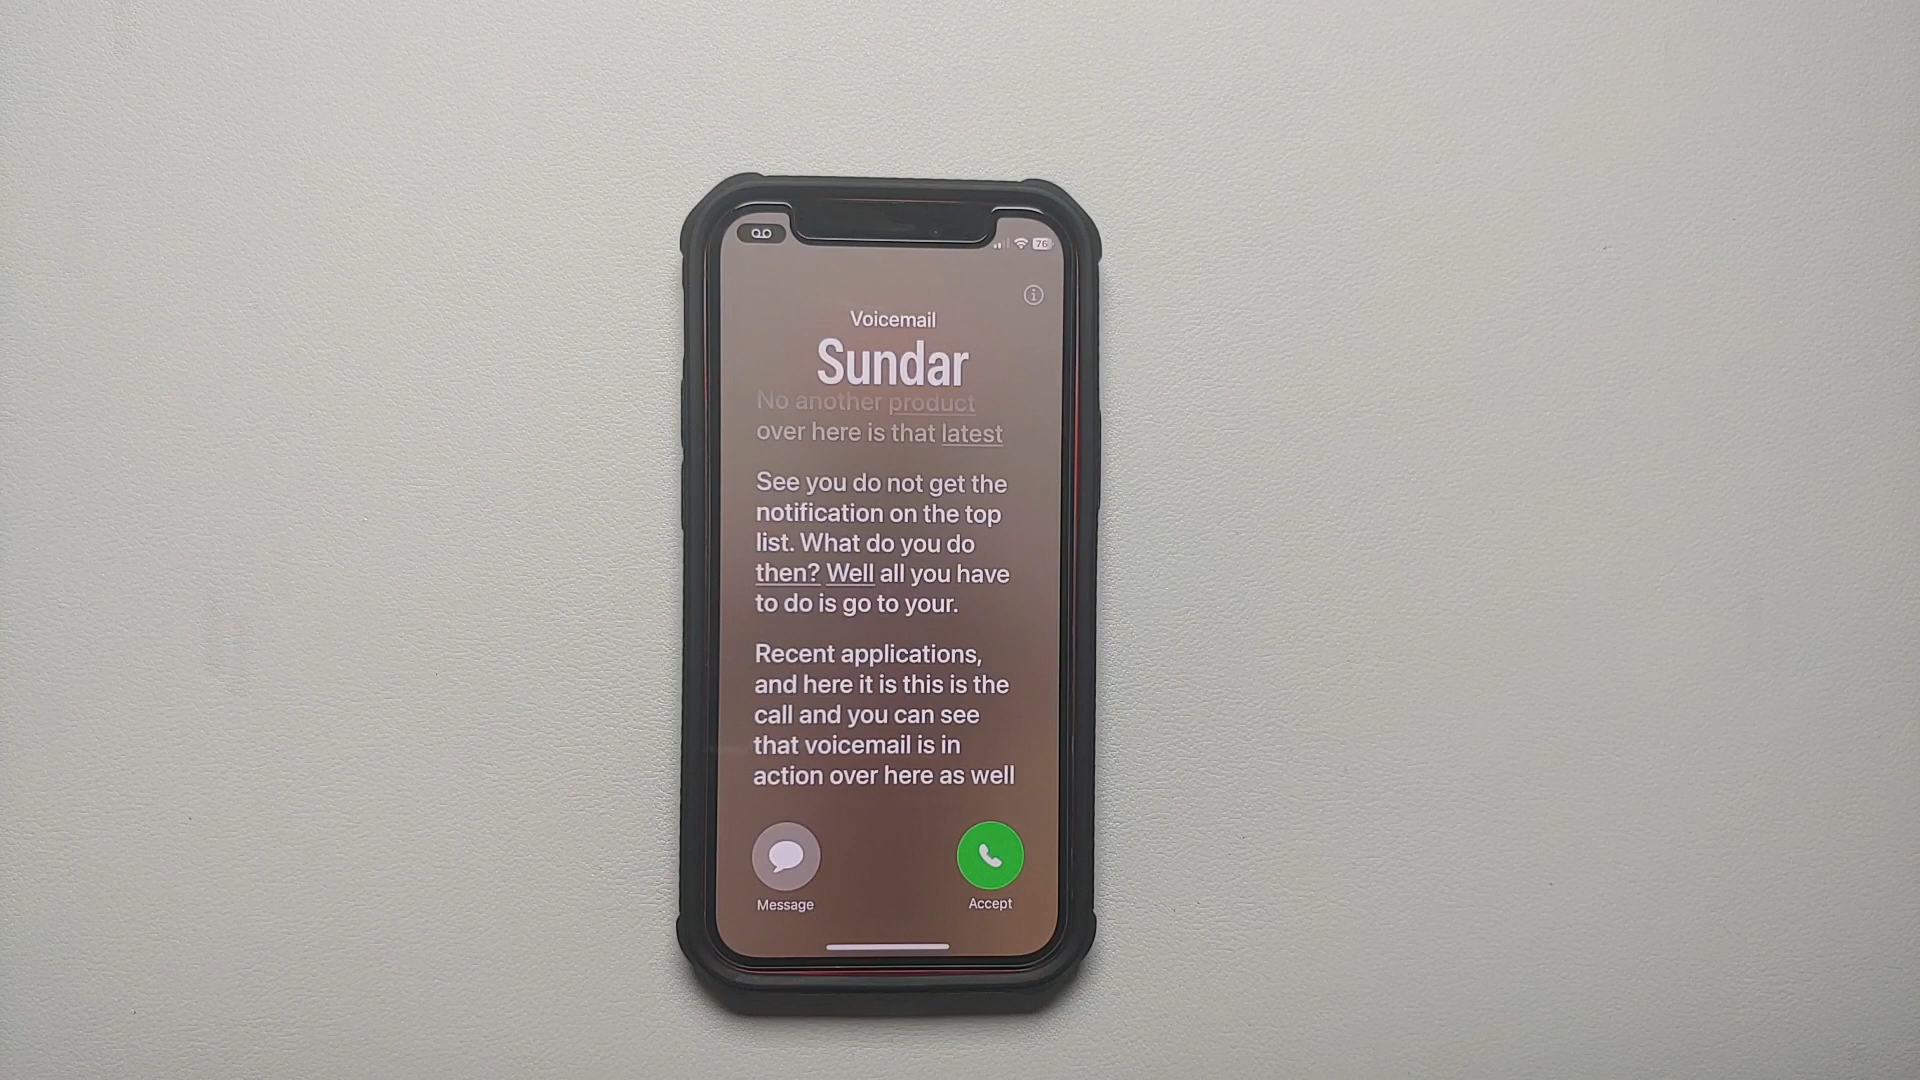 76
Voicemail
Sundar
No another product
over here is that latest
See you do not get the
notification on the top
list. What do you do
then? Well all you have
to do is go to your.
Recent applications,
and here it is this is the
call and you can see
that voicemail is in
action over here as well
Message
Accept